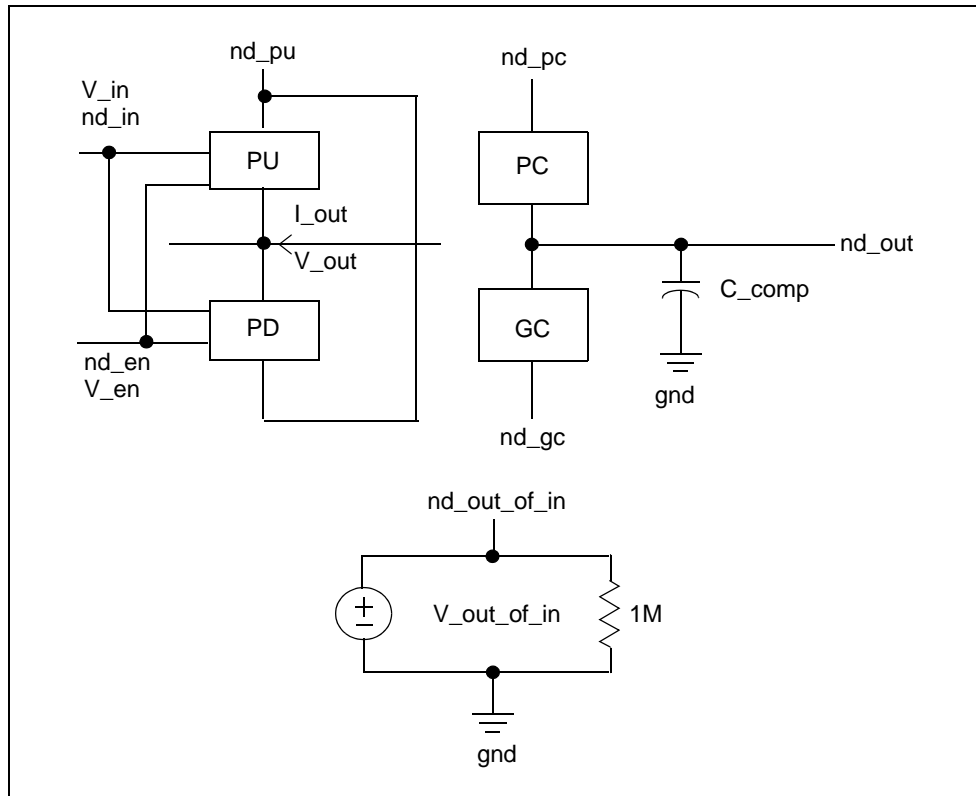 nd_pu
nd_pc
V_in
nd_in
PU
PC
I_out
V_out
nd_out
C_comp
PD
GC
nd_en
V_en
gnd
nd_gc
nd_out_of_in
+
–
V_out_of_in
1M
gnd